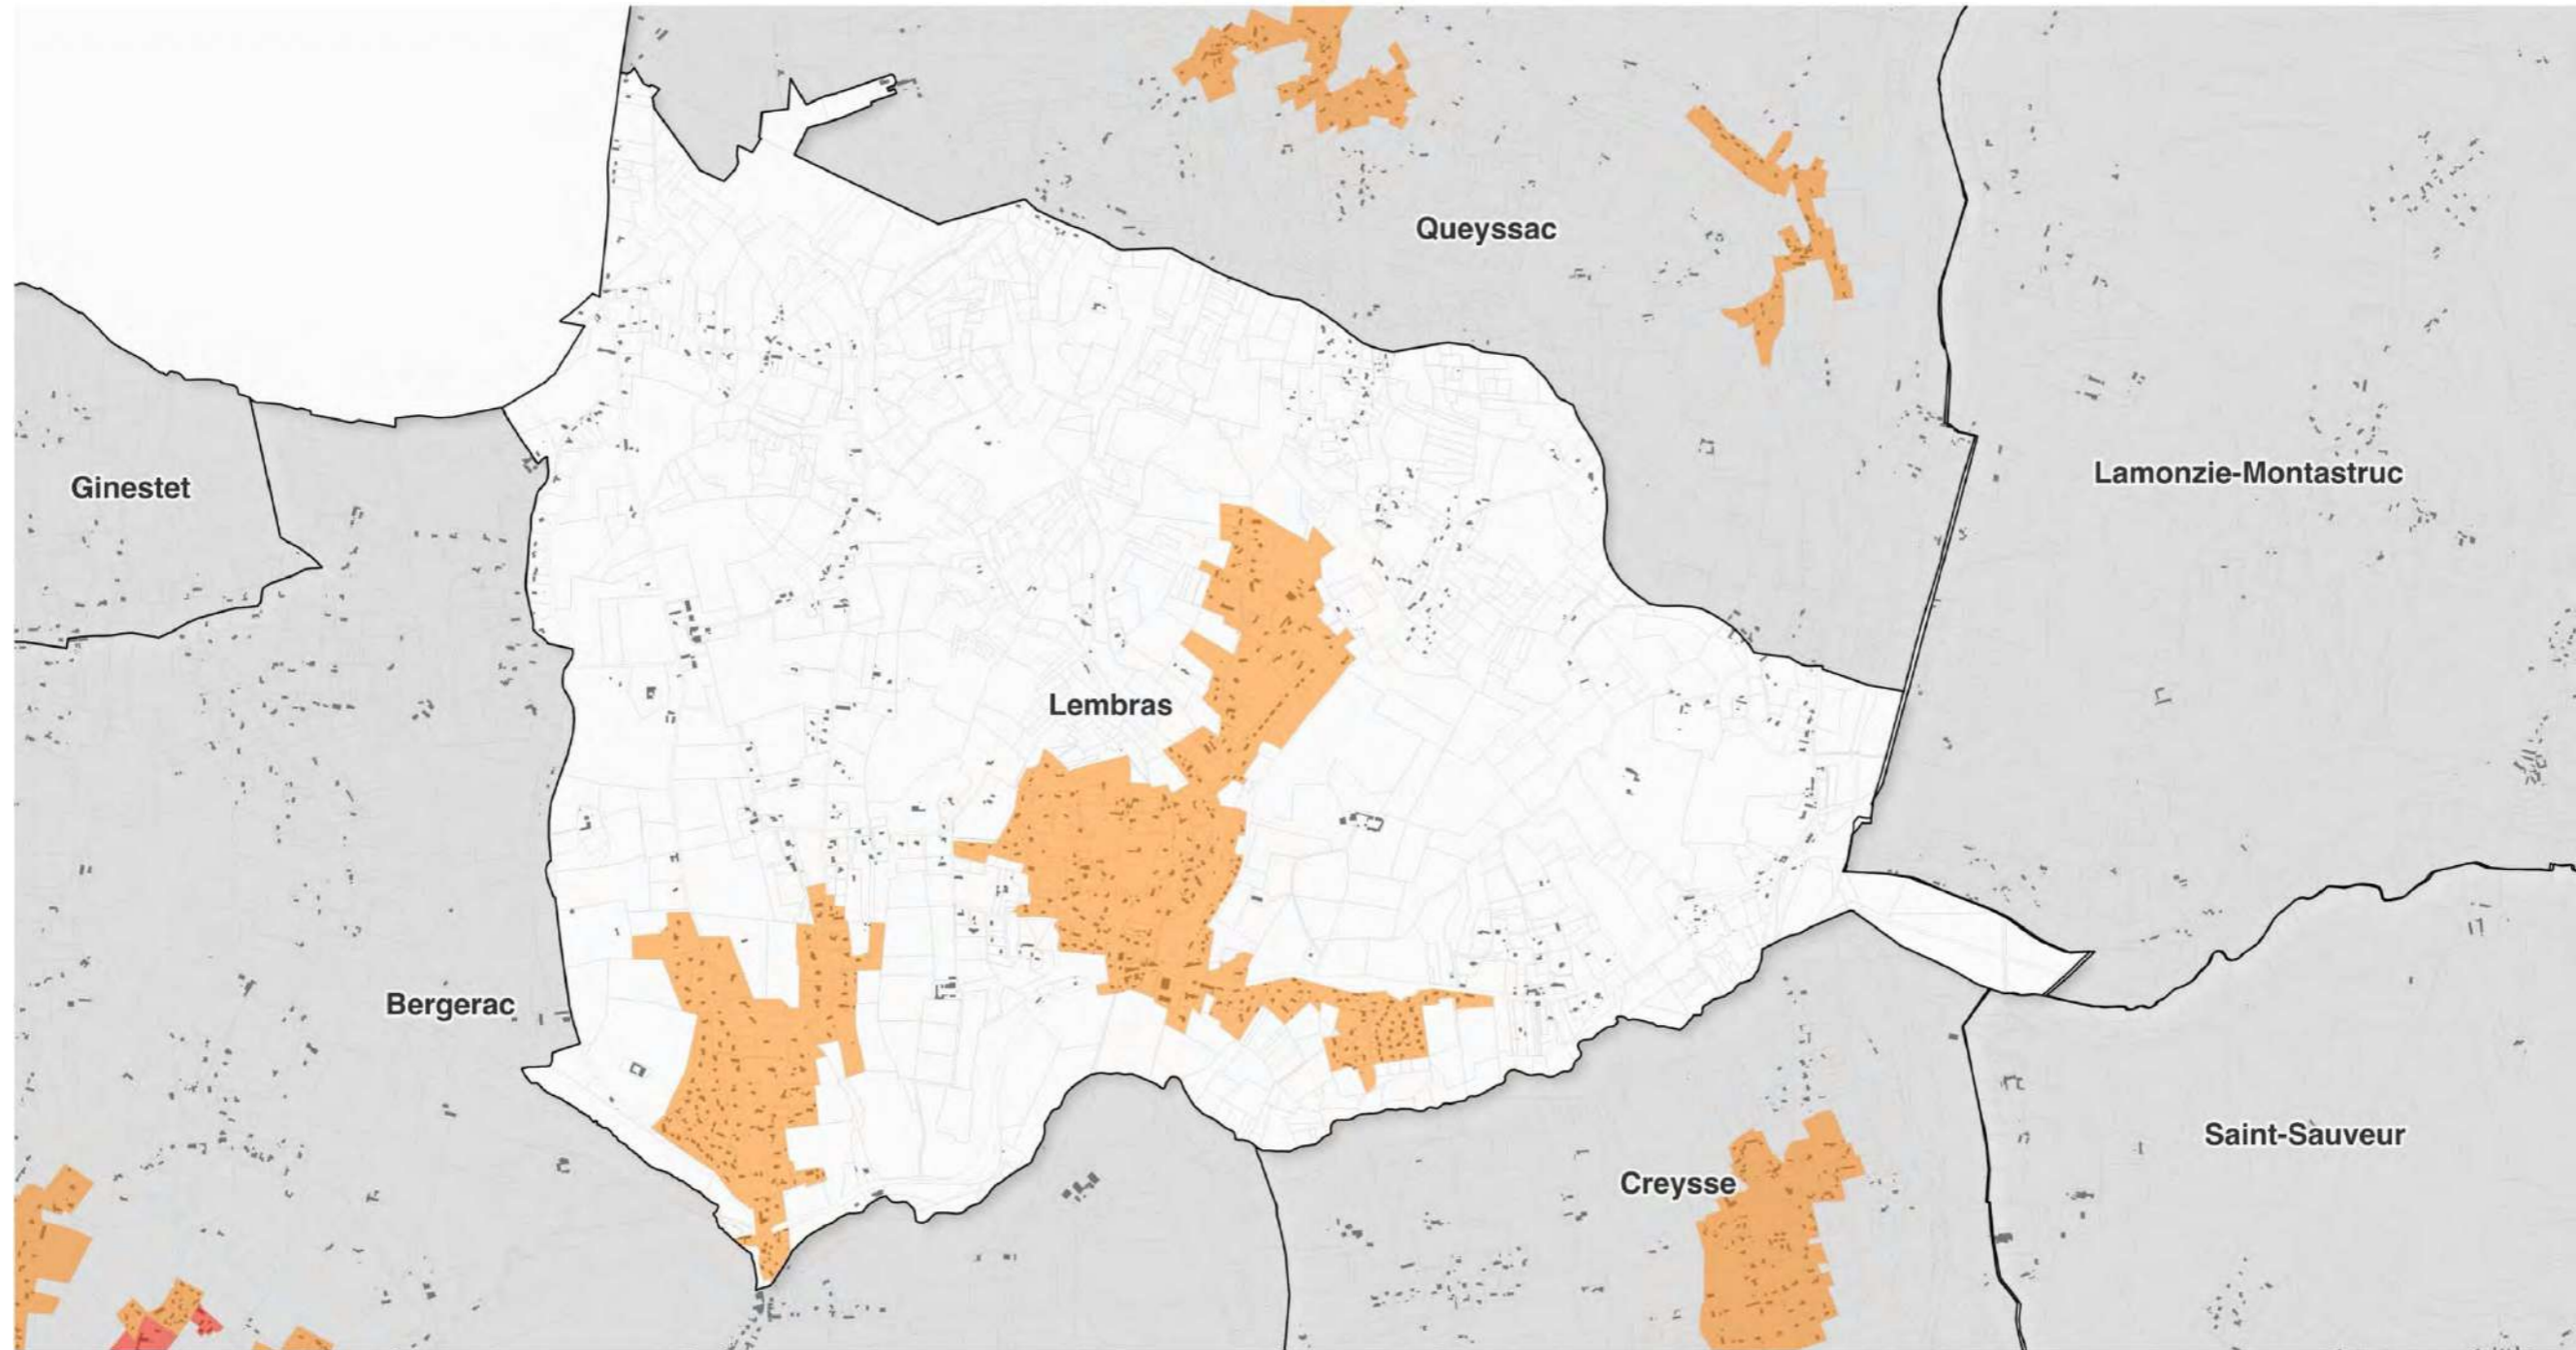 Queyssac
Ginestet
Lamonzie-Montastruc
Lembras
Bergerac
Saint-Sauveur
Creysse